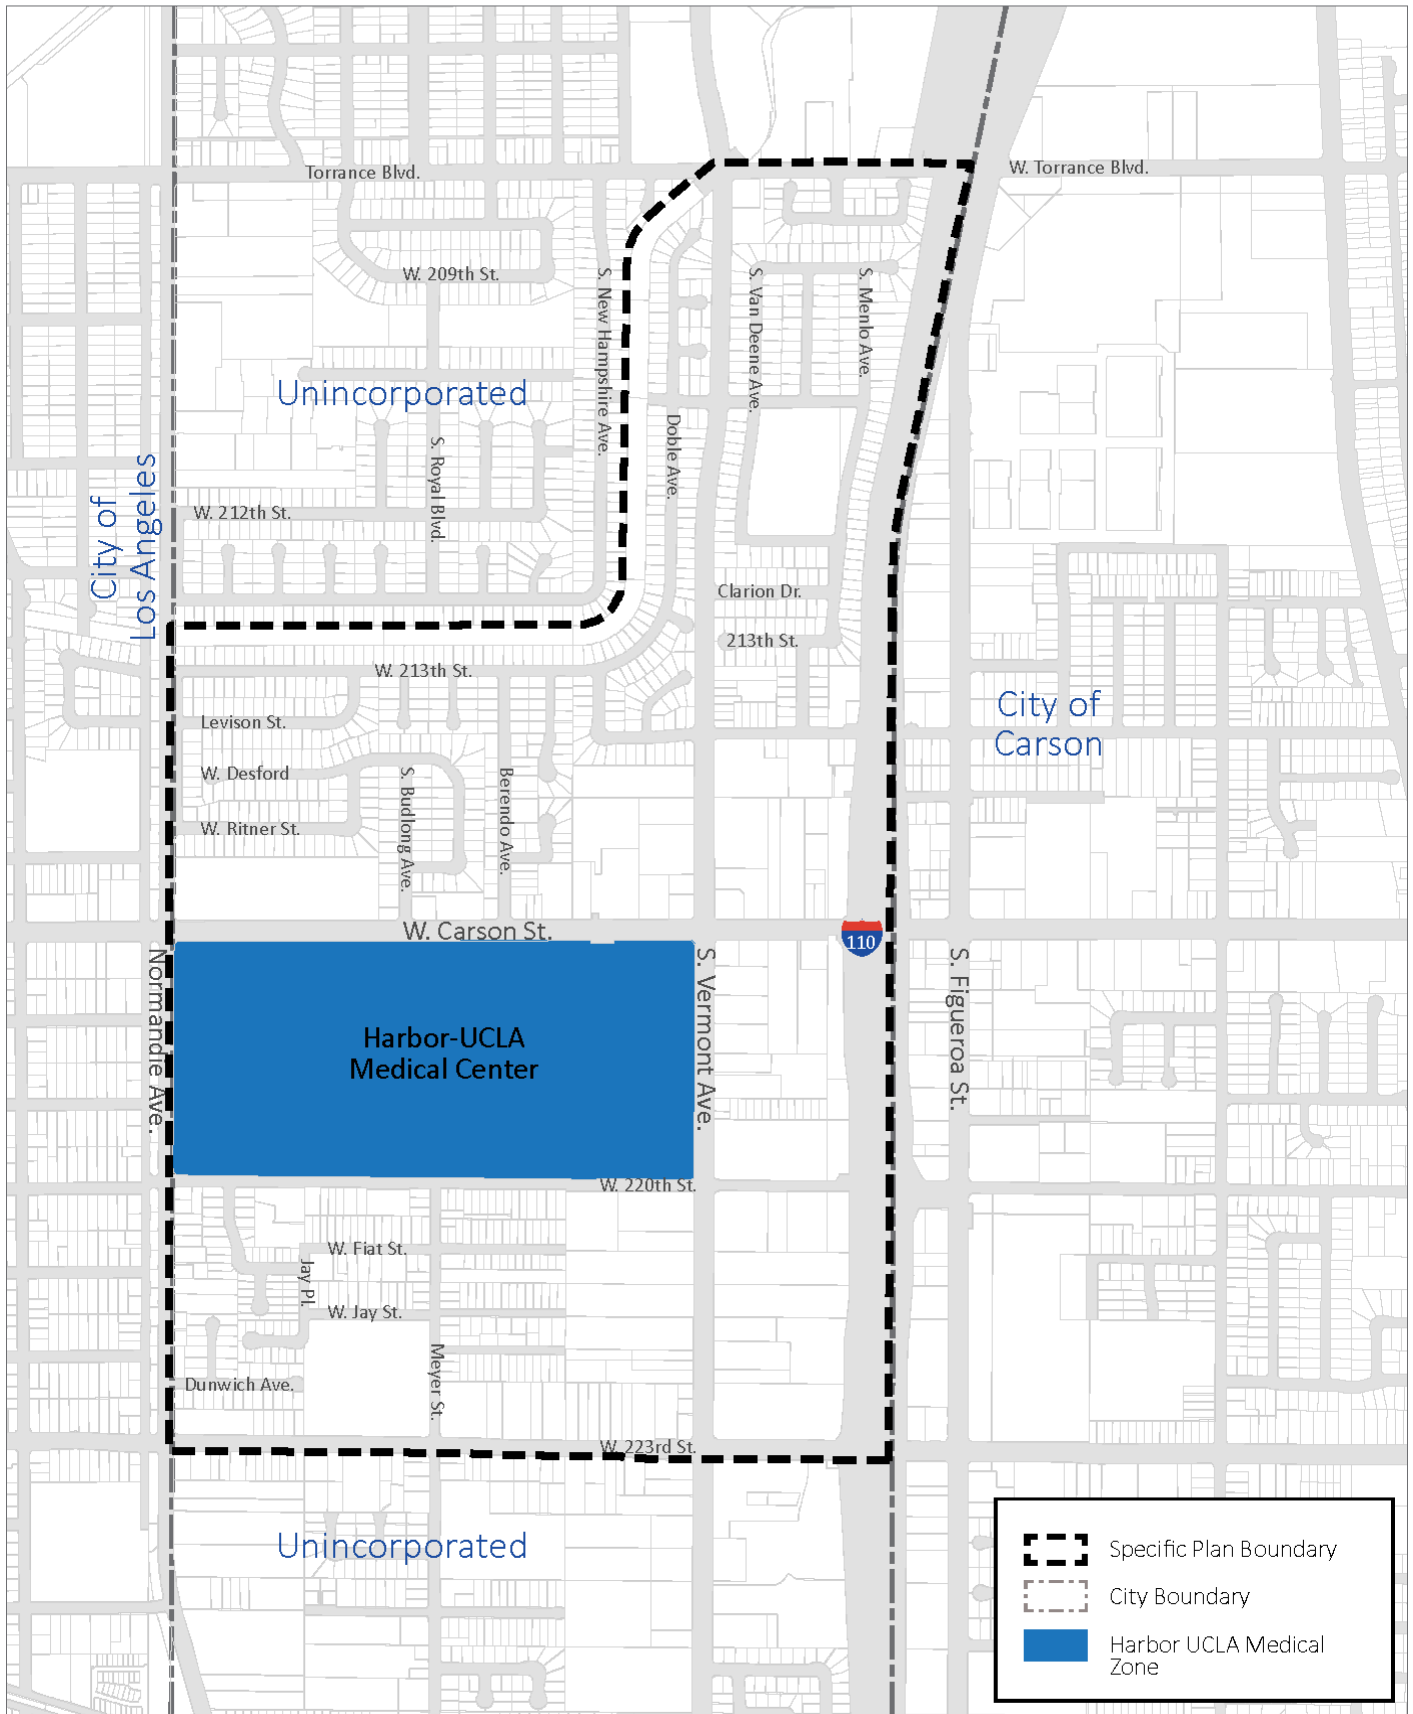 Torrance Blvd.
W. Torrance Blvd.
W. 209th St.
S. New Hampshire Ave.
S. Van Deene Ave.
S. Menlo Ave.
Unincorporated
Doble Ave.
S. Royal Blvd.
City of
Los Angeles
W. 212th St.
Clarion Dr.
213th St.
W. 213th St.
City of
Carson
Levison St.
W. Desford
S. Budlong Ave.
Berendo Ave.
W. Ritner St.
W. Carson St.
110
Normandie Ave.
S. Vermont Ave.
S. Figueroa St.
Harbor-UCLA
Medical Center
W. 220th St.
W. Fiat St.
Jay Pl.
W. Jay St.
Meyer St.
Dunwich Ave.
W. 223rd St.
Unincorporated
Specific Plan Boundary
City Boundary
Harbor UCLA Medical
Zone